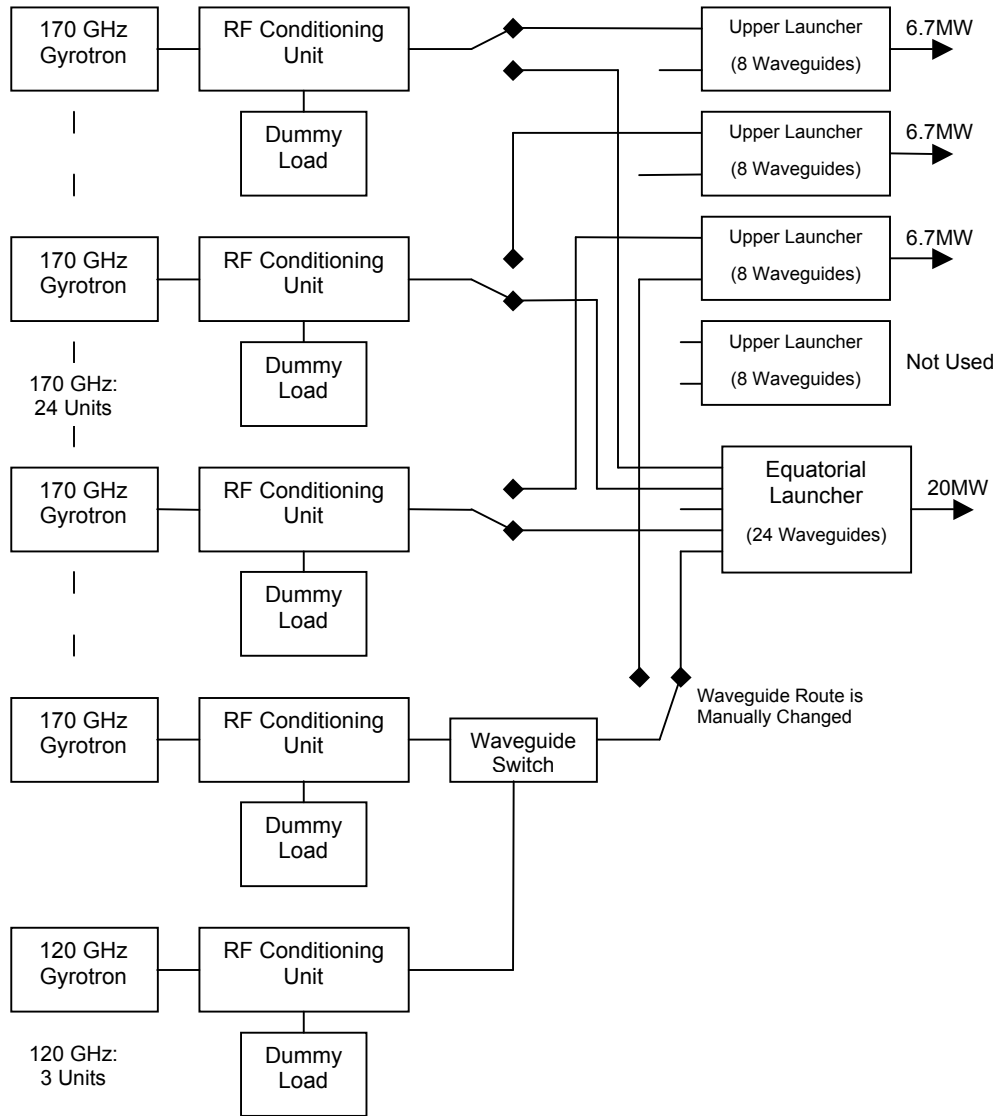 170 GHz
Gyrotron
RF Conditioning
Unit
Dummy
Load
Upper Launcher
(8 Waveguides)
6.7MW
Upper Launcher
(8 Waveguides)
6.7MW
170 GHz
Gyrotron
RF Conditioning
Unit
Dummy
Load
Upper Launcher
(8 Waveguides)
6.7MW
Upper Launcher
(8 Waveguides)
Not Used
170 GHz:
24 Units
170 GHz
Gyrotron
RF Conditioning
Unit
Dummy
Load
Equatorial
Launcher
(24 Waveguides)
20MW
170 GHz
Gyrotron
RF Conditioning
Unit
Dummy
Load
Waveguide
Switch
Waveguide Route is
Manually Changed
120 GHz
Gyrotron
RF Conditioning
Unit
Dummy
Load
120 GHz:
3 Units